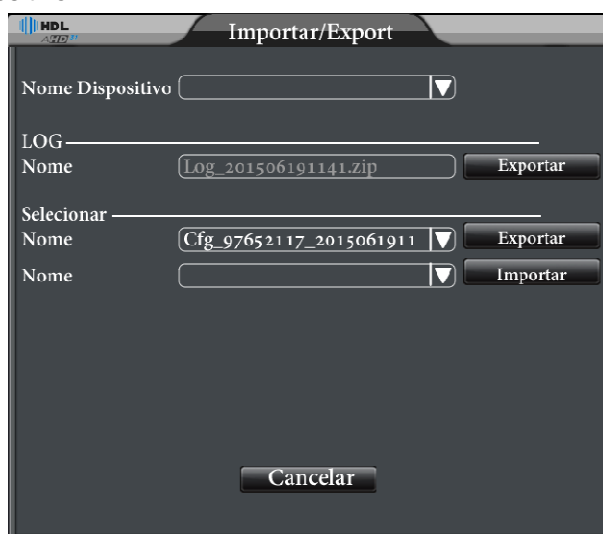 HDL
AHD
Importar/Export
Nome Dispositivo
LOG
Nome Log_201506191141.zip Exportar
Selecionar
Nome Cfg_97652117_2015061911 Exportar
Nome Importar
Cancelar